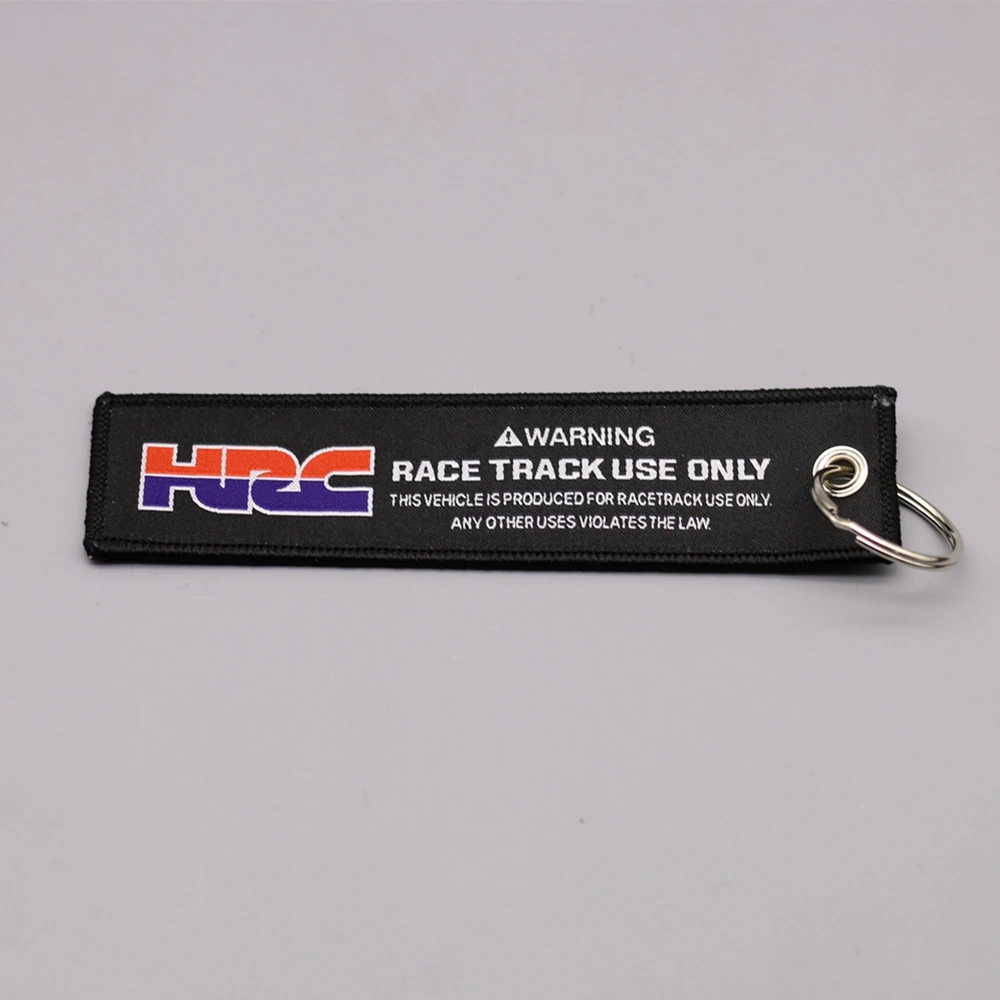 HRC
⚠WARNING
RACE TRACK USE ONLY
THIS VEHICLE IS PRODUCED FOR RACETRACK USE ONLY.
ANY OTHER USES VIOLATES THE LAW.